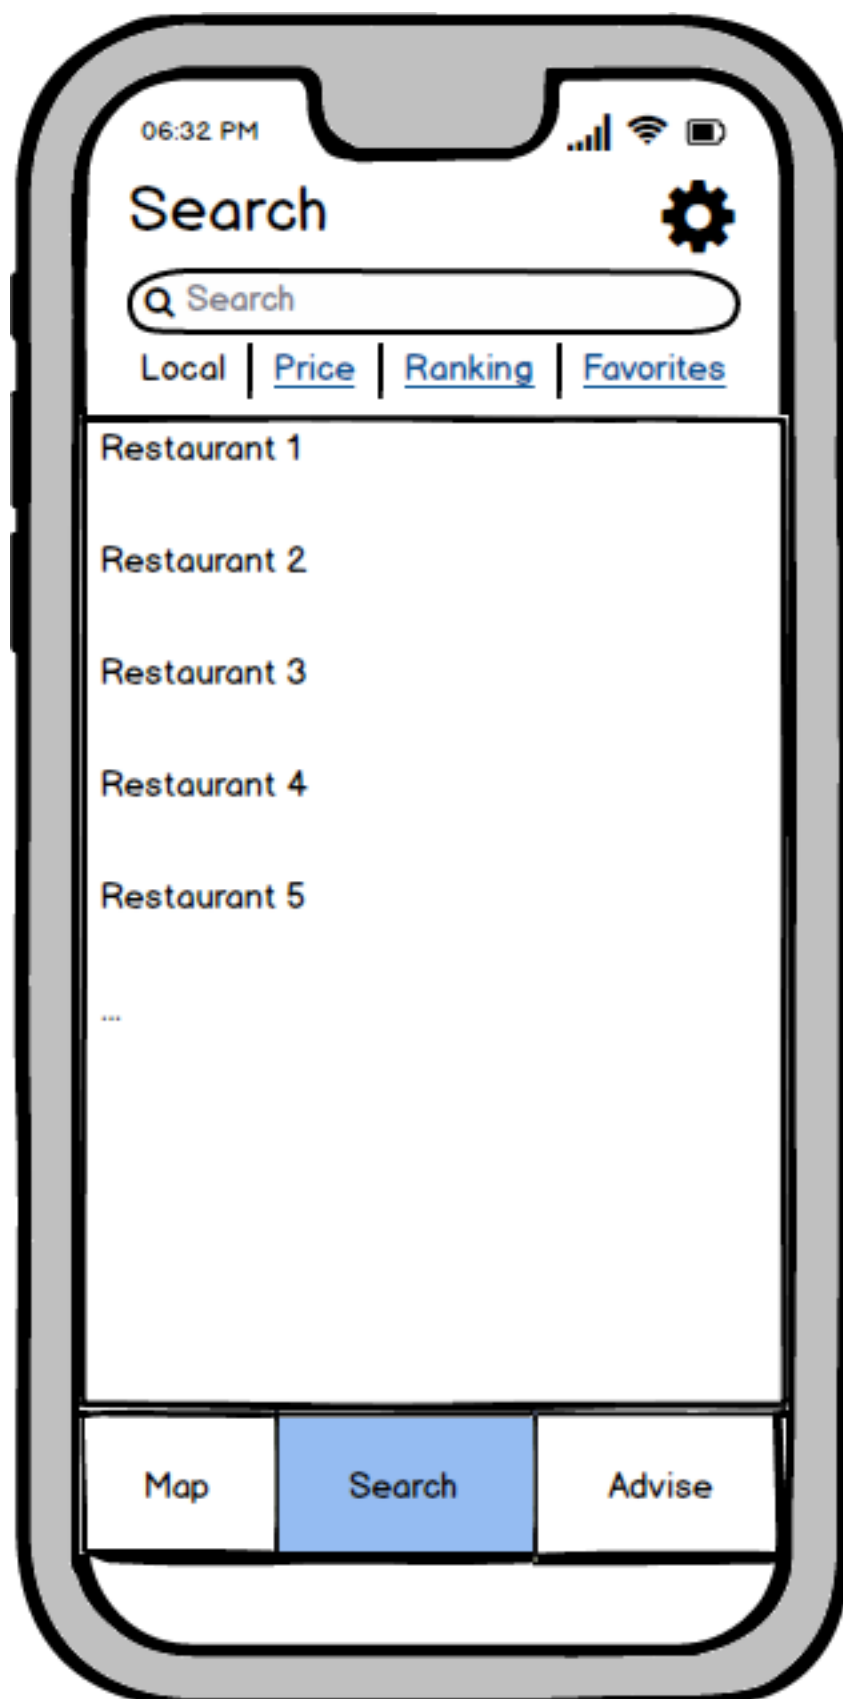 06:32 PM
Search
Search
Local | Price | Ranking | Favorites
Restaurant 1
Restaurant 2
Restaurant 3
Restaurant 4
Restaurant 5
...
Map Search Advise